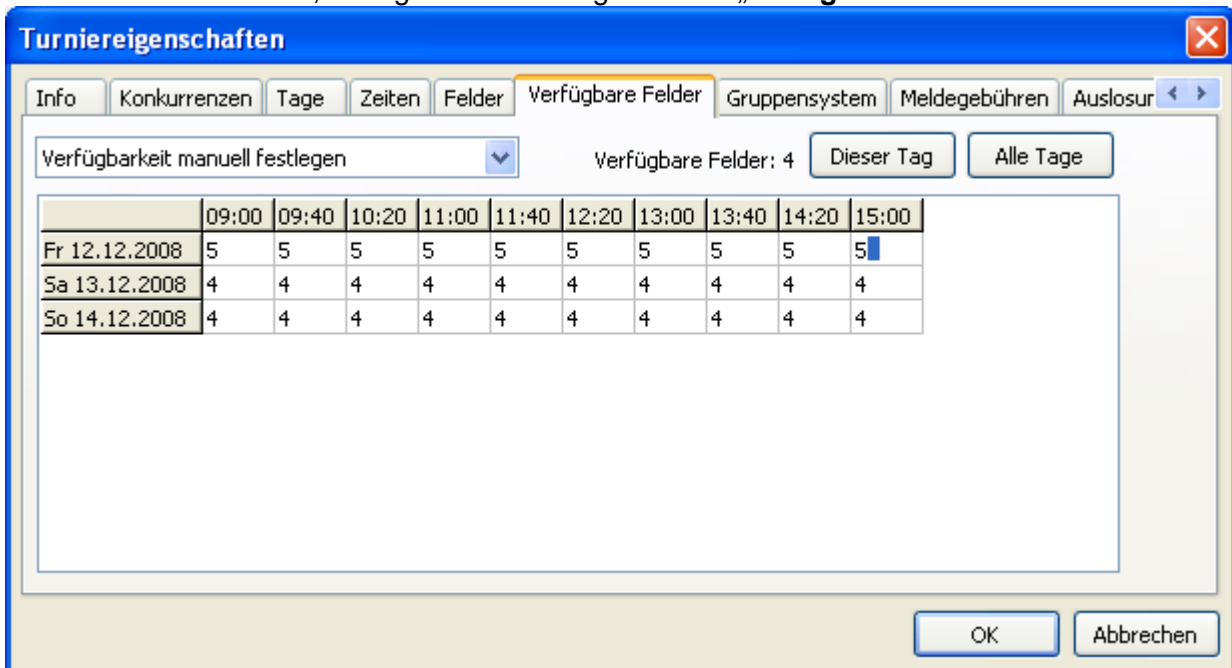 Turniereigenschaften
Info Konkurrenzen Tage Zeiten Felder Verfügbare Felder Gruppensystem Meldegebühren Auslosur
Verfügbarkeit manuell festlegen Verfügbare Felder: 4 Dieser Tag Alle Tage
09:00 09:40 10:20 11:00 11:40 12:20 13:00 13:40 14:20 15:00
Fr 12.12.2008 5 5 5 5 5 5 5 5 5 5
Sa 13.12.2008 4 4 4 4 4 4 4 4 4 4
So 14.12.2008 4 4 4 4 4 4 4 4 4 4
OK Abbrechen